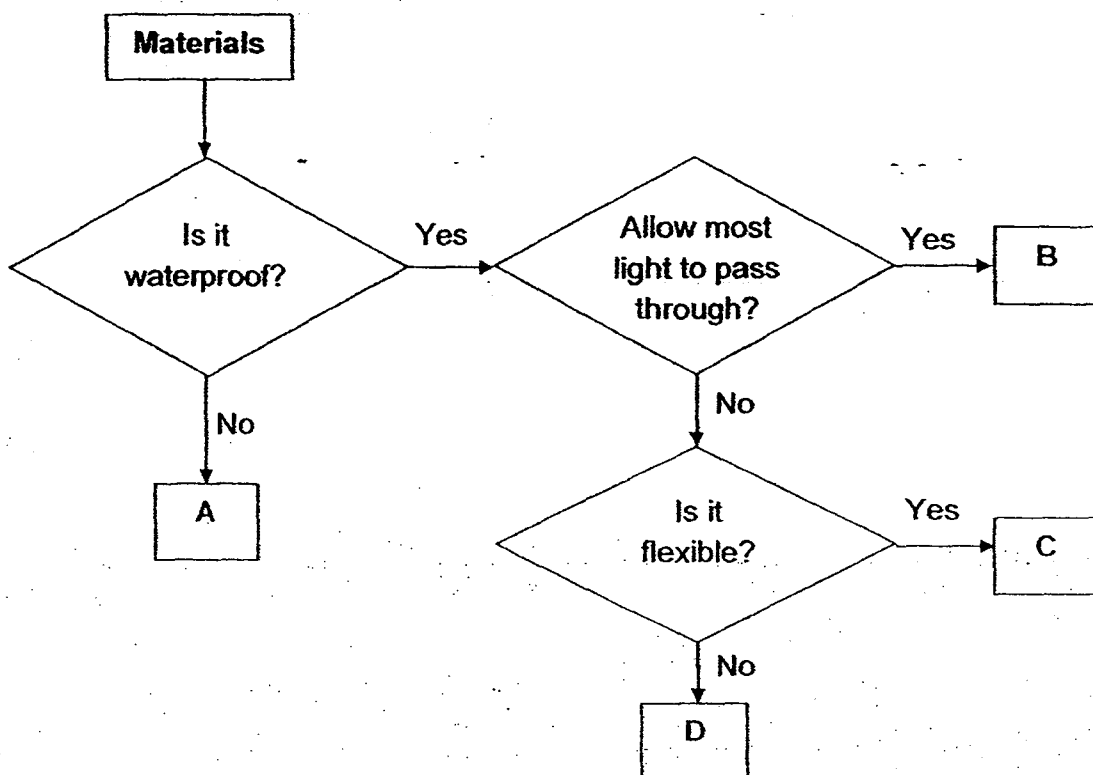 Materials
Is it
waterproof?
Yes
Allow most
light to pass
through?
Yes
B
No
A
No
Is it
flexible?
Yes
C
No
D